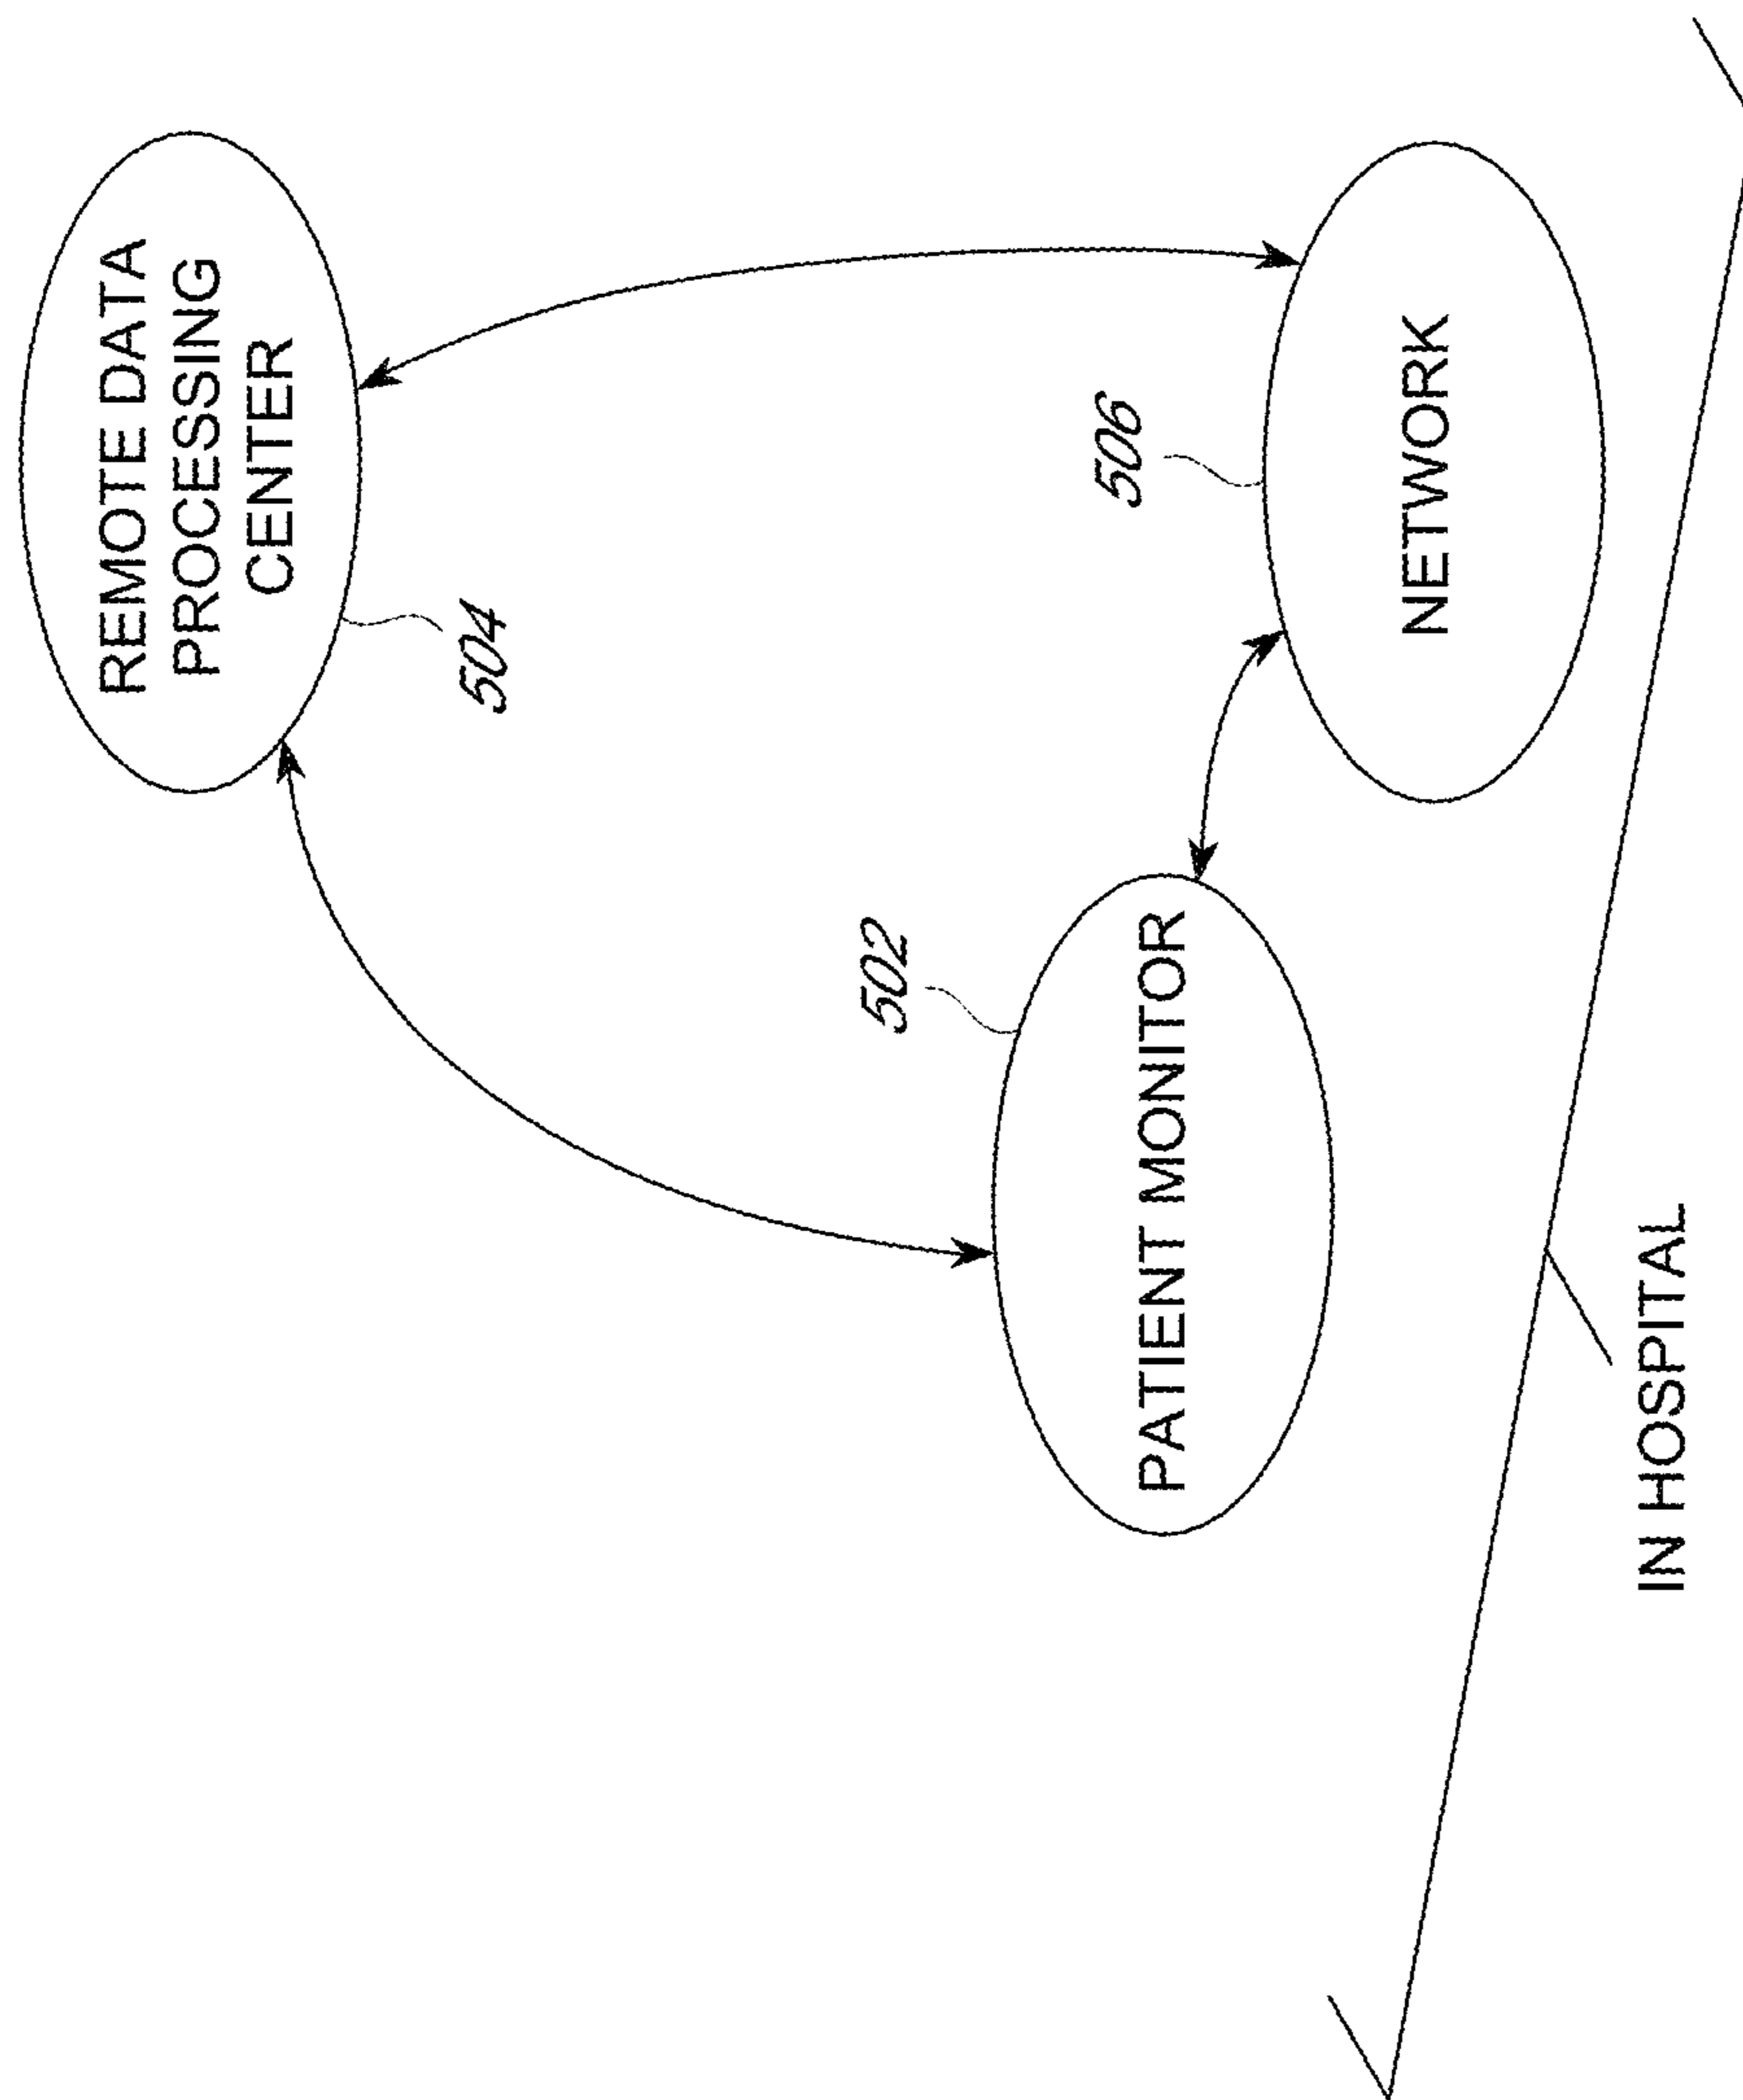 REMOTE DATA
PROCESSING
CENTER
504
502
506
PATIENT MONITOR
NETWORK
IN HOSPITAL